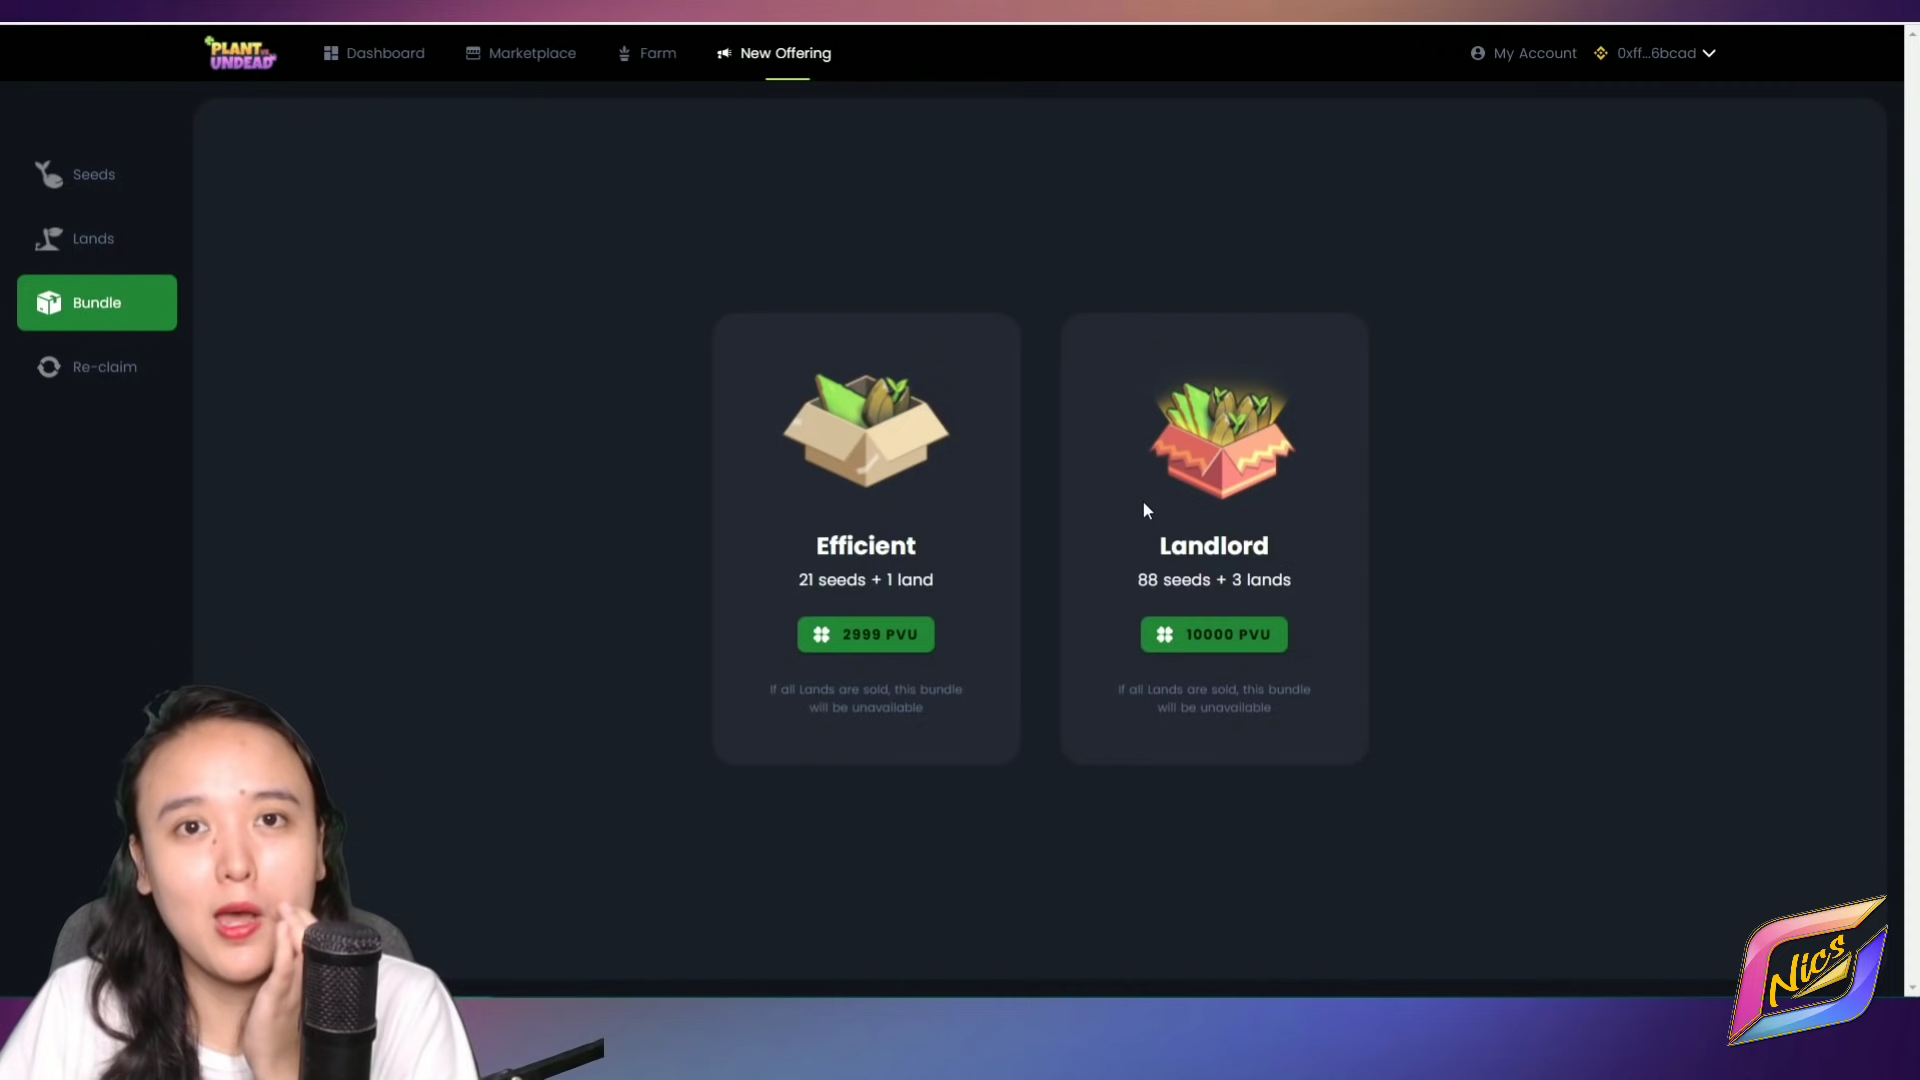 PLANT VS. UNDEAD
Dashboard
Marketplace
Farm
New Offering
My Account
0xff...6bcad
Seeds
Lands
Bundle
Re-claim
Efficient
21 seeds + 1 land
2999 PVU
If all Lands are sold, this bundle
will be unavailable
Landlord
88 seeds + 3 lands
10000 PVU
If all Lands are sold, this bundle
will be unavailable
Nics